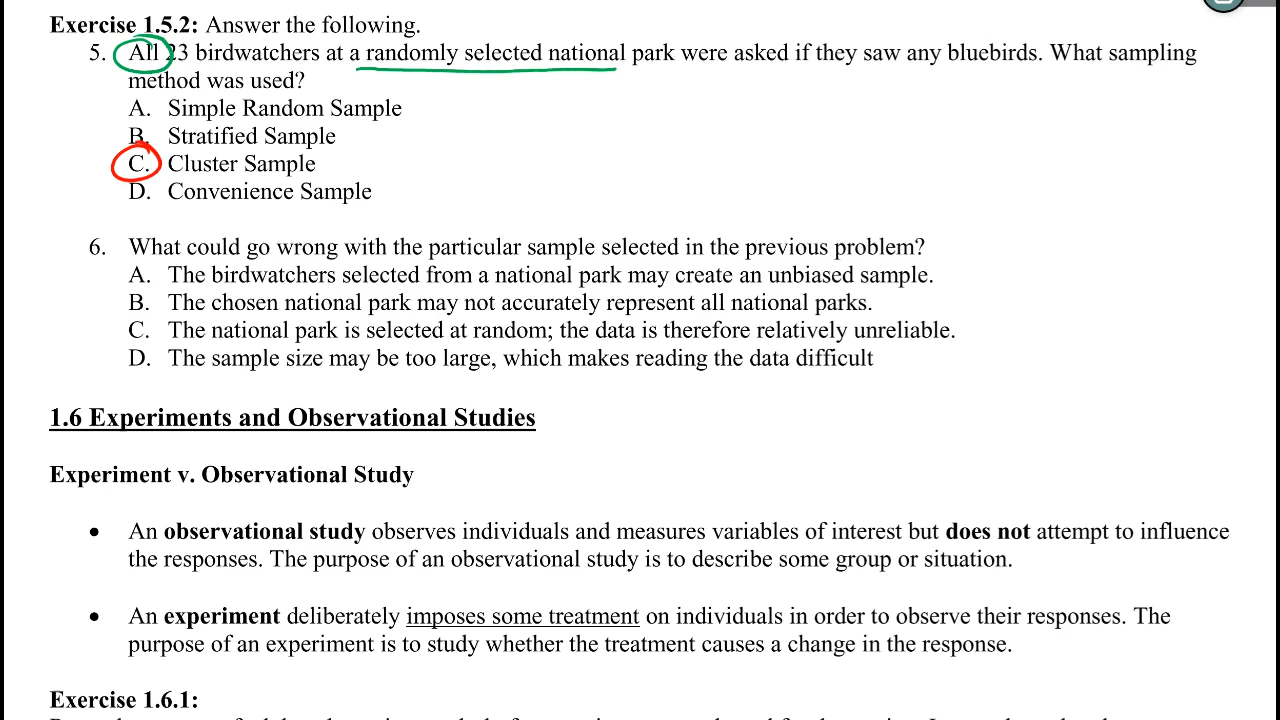 Exercise 1.5.2: Answer the following.
5. All 23 birdwatchers at a randomly selected national park were asked if they saw any bluebirds. What sampling
method was used?
A. Simple Random Sample
B. Stratified Sample
C. Cluster Sample
D. Convenience Sample
6. What could go wrong with the particular sample selected in the previous problem?
A. The birdwatchers selected from a national park may create an unbiased sample.
B. The chosen national park may not accurately represent all national parks.
C. The national park is selected at random; the data is therefore relatively unreliable.
D. The sample size may be too large, which makes reading the data difficult
1.6 Experiments and Observational Studies
Experiment v. Observational Study
• An observational study observes individuals and measures variables of interest but does not attempt to influence
the responses. The purpose of an observational study is to describe some group or situation.
• An experiment deliberately imposes some treatment on individuals in order to observe their responses. The
purpose of an experiment is to study whether the treatment causes a change in the response.
Exercise 1.6.1: